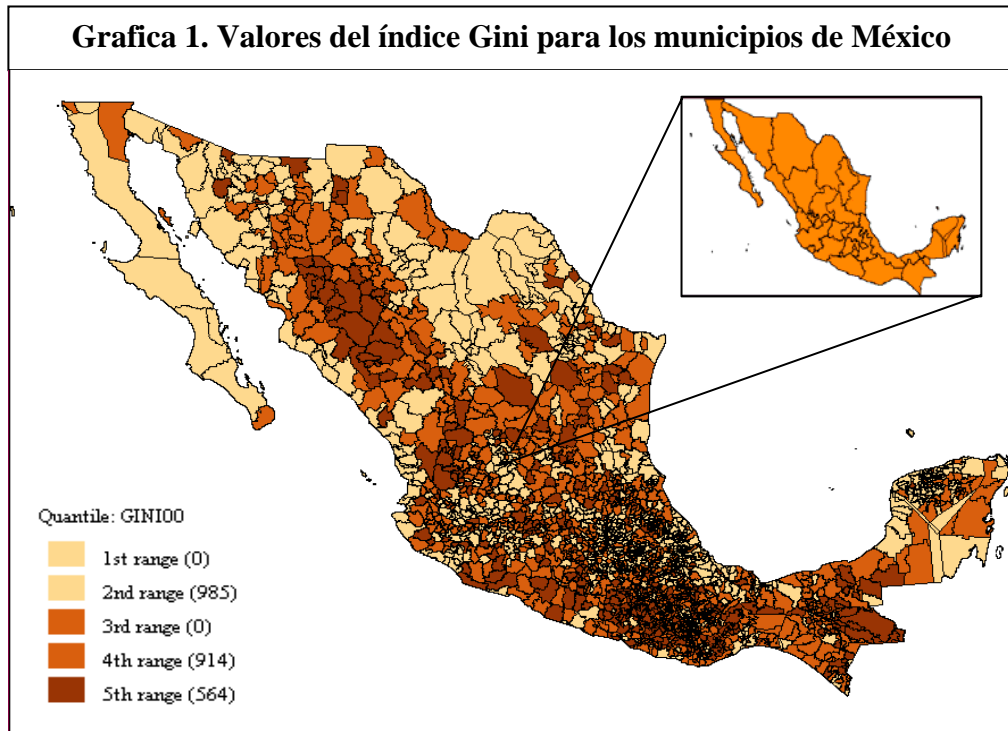 Grafica 1. Valores del índice Gini para los municipios de México
Quantile: GINI00
1st range (0)
2nd range (985)
3rd range (0)
4th range (914)
5th range (564)